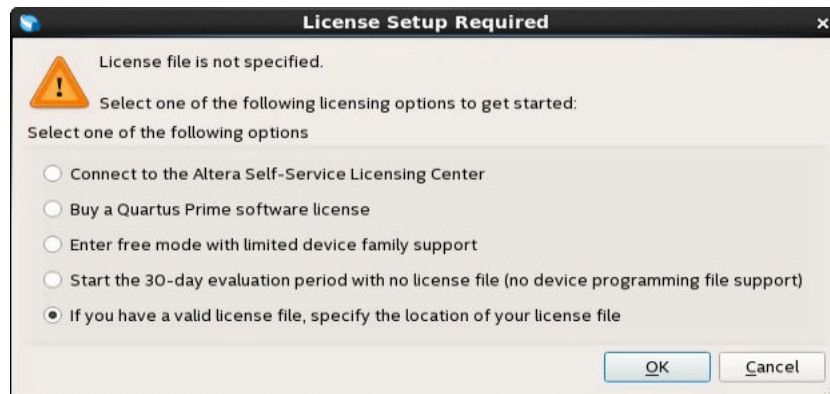 License Setup Required
License file is not specified.
Select one of the following licensing options to get started:
Select one of the following options
Connect to the Altera Self-Service Licensing Center
Buy a Quartus Prime software license
Enter free mode with limited device family support
Start the 30-day evaluation period with no license file (no device programming file support)
If you have a valid license file, specify the location of your license file
OK Cancel